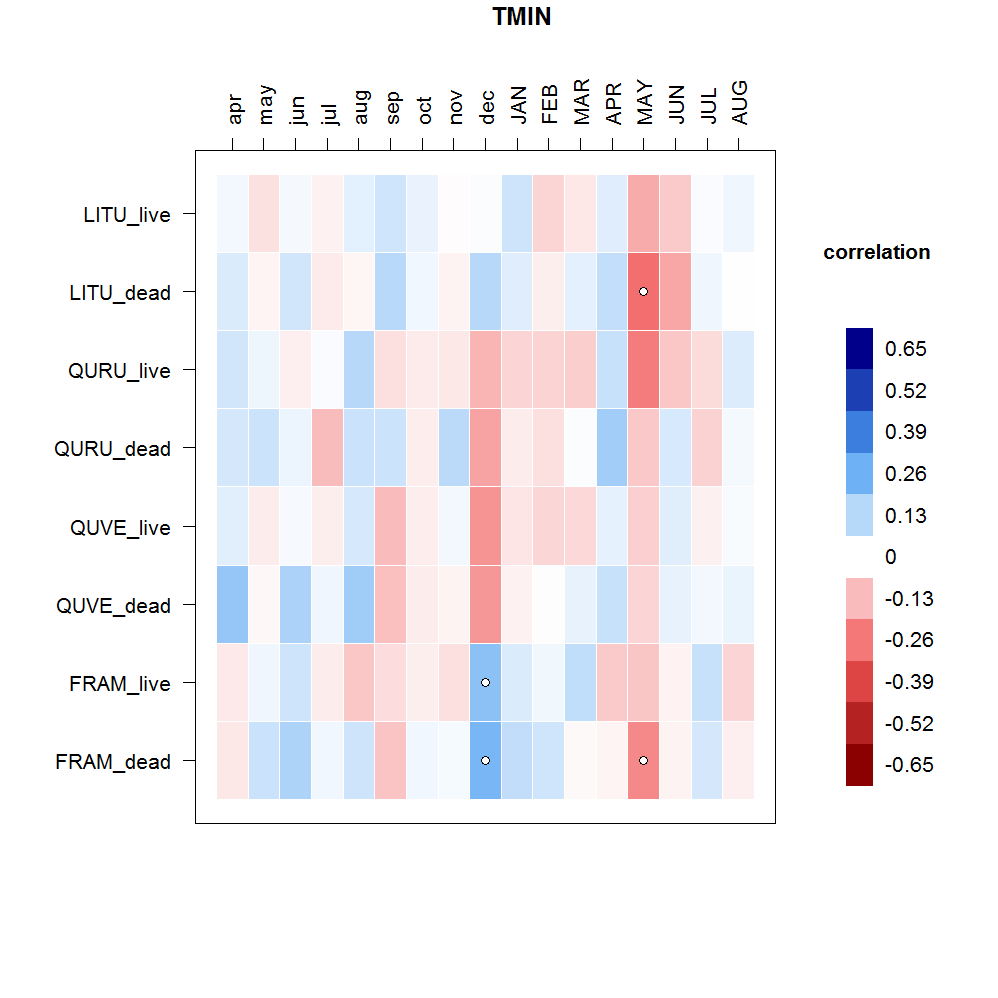 TMIN
apr may jun jul aug sep oct nov dec JAN FEB MAR APR MAY JUN JUL AUG
LITU_live
LITU_dead
QURU_live
QURU_dead
QUVE_live
QUVE_dead
FRAM_live
FRAM_dead
correlation
0.65
0.52
0.39
0.26
0.13
0
-0.13
-0.26
-0.39
-0.52
-0.65